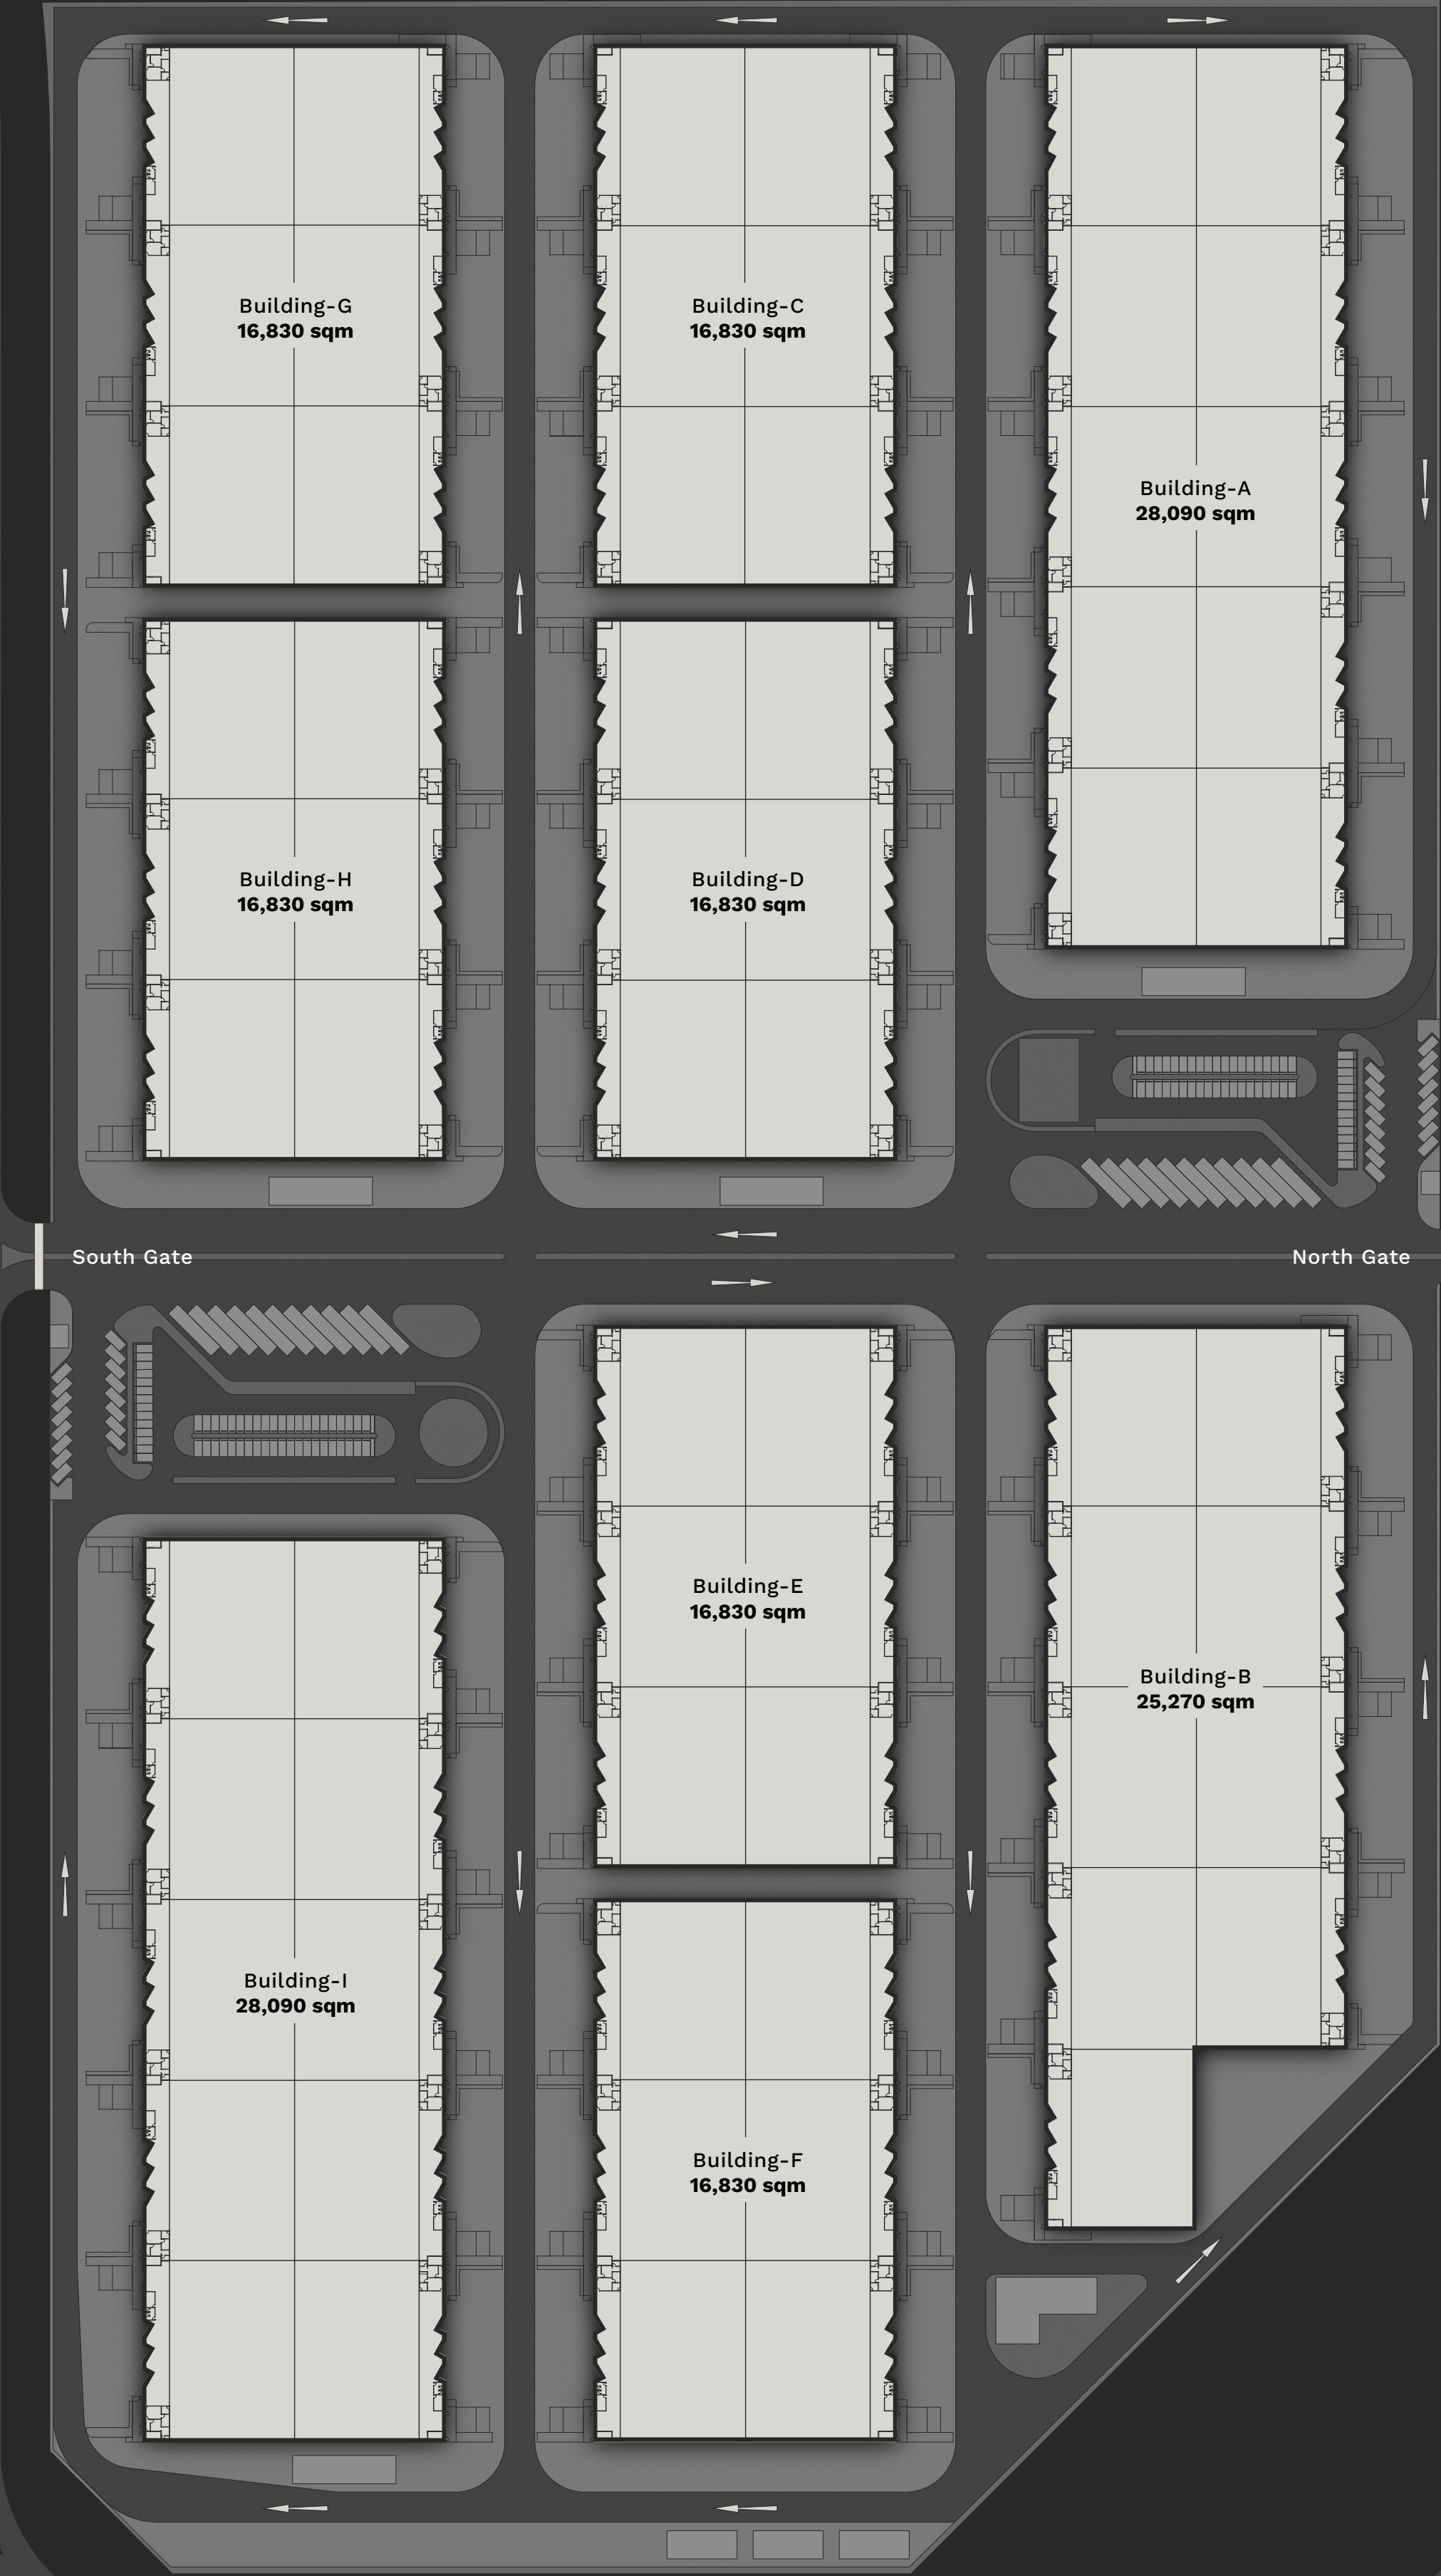 Building-G
16,830 sqm
Building-C
16,830 sqm
Building-A
28,090 sqm
Building-H
16,830 sqm
Building-D
16,830 sqm
South Gate
North Gate
Building-E
16,830 sqm
Building-B
25,270 sqm
Building-I
28,090 sqm
Building-F
16,830 sqm